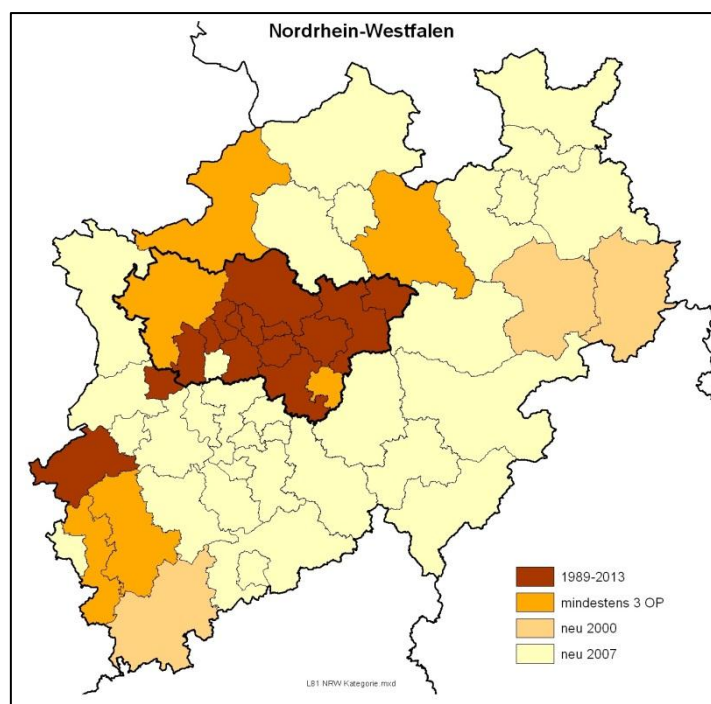 Nordrhein-Westfalen
1989-2013
mindestens 3 OP
neu 2000
neu 2007
L81 NRW Kategorie.mxd